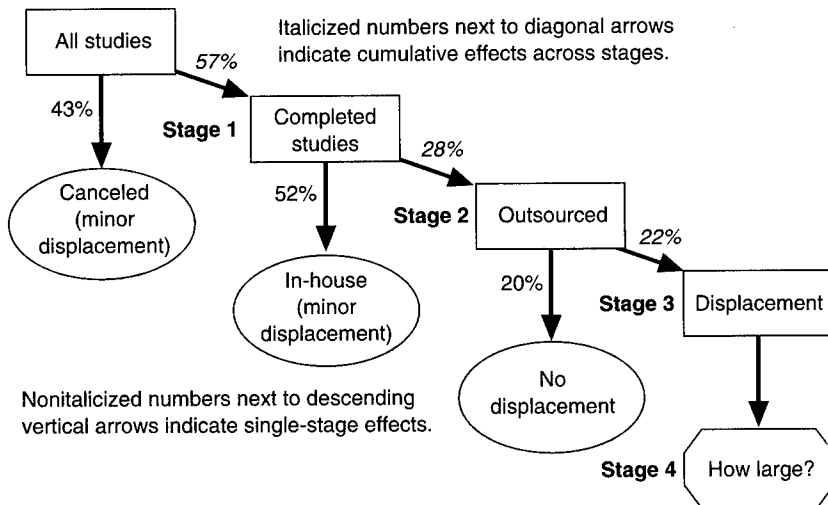 All studies
Italicized numbers next to diagonal arrows
indicate cumulative effects across stages.
57%
43%
Stage 1
Completed
studies
28%
Canceled
(minor
displacement)
52%
Stage 2
Outsourced
22%
In-house
(minor
displacement)
20%
Stage 3
Displacement
No
displacement
Nonitalicized numbers next to descending
vertical arrows indicate single-stage effects.
Stage 4
How large?